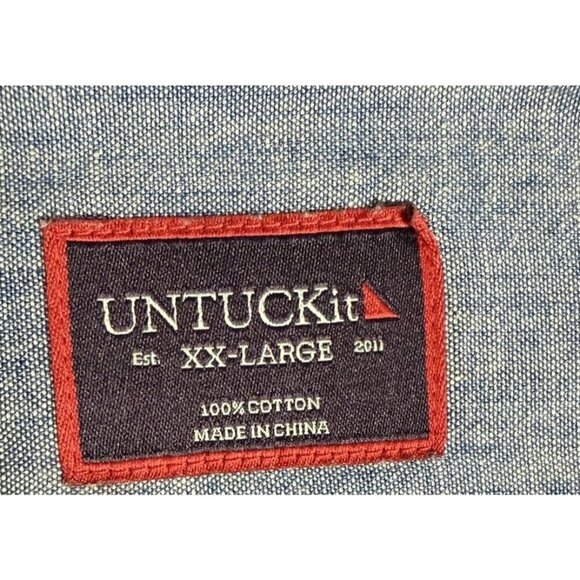 UNTUCKit
Est. XX-LARGE 2011
100% COTTON
MADE IN CHINA